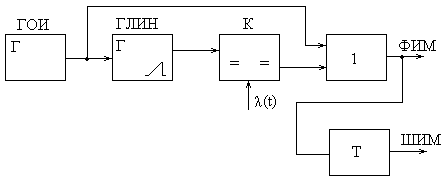 ГОИ
ГЛИН
К
Г
Г
= =
1
ФИМ
λ(t)
Т
ШИМ